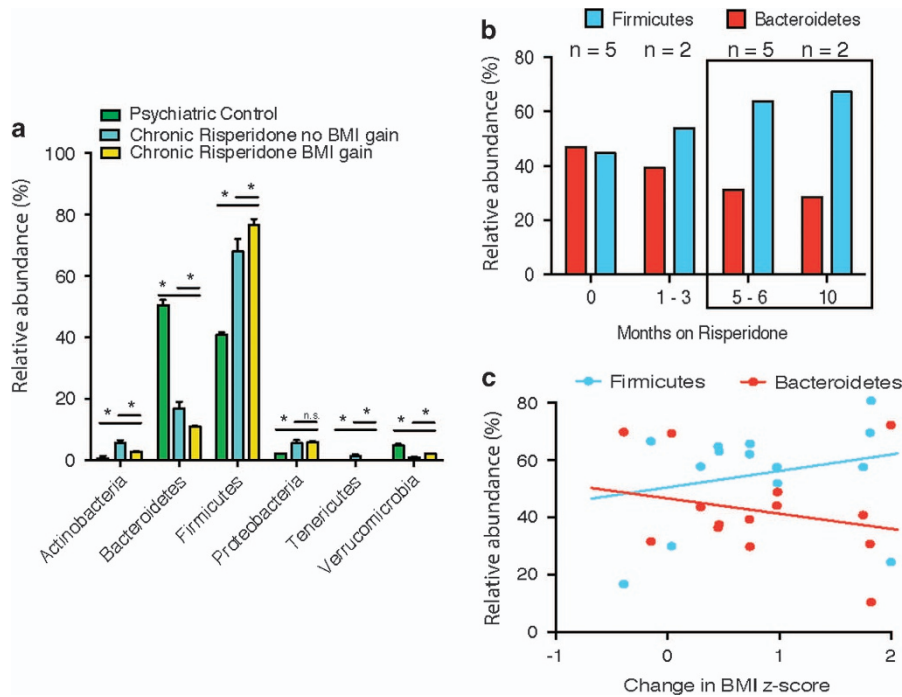 a
Psychiatric Control
Chronic Risperidone no BMI gain
Chronic Risperidone BMI gain
Relative abundance (%)
100
80
60
40
20
0
* *
* *
* *
* n.s.
* *
* *
Actinobacteria
Bacteroidetes
Firmicutes
Proteobacteria
Tenericutes
Verrucomicrobia
b
Firmicutes
Bacteroidetes
n = 5 n = 2 n = 5 n = 2
Relative abundance (%)
80
60
40
20
0
0 1 - 3 5 - 6 10
Months on Risperidone
c
Firmicutes
Bacteroidetes
Relative abundance (%)
80
60
40
20
0
-1 0 1 2
Change in BMI z-score